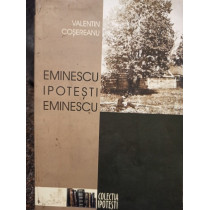 VALENTIN
COȘEREANU
EMINESCU
IPOTEȘTI
EMINESCU
COLECȚIA
IPOTEȘTI